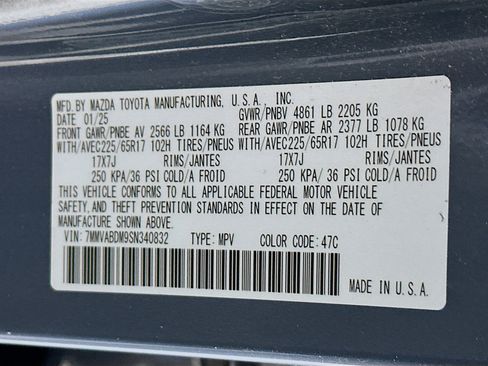 MFD.BY MAZDA TOYOTA MANUFACTURING, U.S.A., INC.
DATE 01/25 GVWR/PNBV 4861 LB 2205 KG
FRONT GAWR/PNBE AV 2566 LB 1164 KG REAR GAWR/PNBE AR 2377 LB 1078 KG
WITH/AVEC225/65R17 102H TIRES/PNEUS WITH/AVEC225/65R17 102H TIRES/PNEUS
17X7J RIMS/JANTES 17X7J RIMS/JANTES
250 KPA/36 PSI COLD/A FROID 250 KPA/36 PSI COLD/A FROID
THIS VEHICLE CONFORMS TO ALL APPLICABLE FEDERAL MOTOR VEHICLE
SAFETY, AND THEFT PREVENTION STANDARDS IN EFFECT ON THE DATE OF
MANUFACTURE SHOWN ABOVE.
VIN: 7MMVABDM9SN340832 TYPE: MPV COLOR CODE: 47C
MADE IN U.S.A.